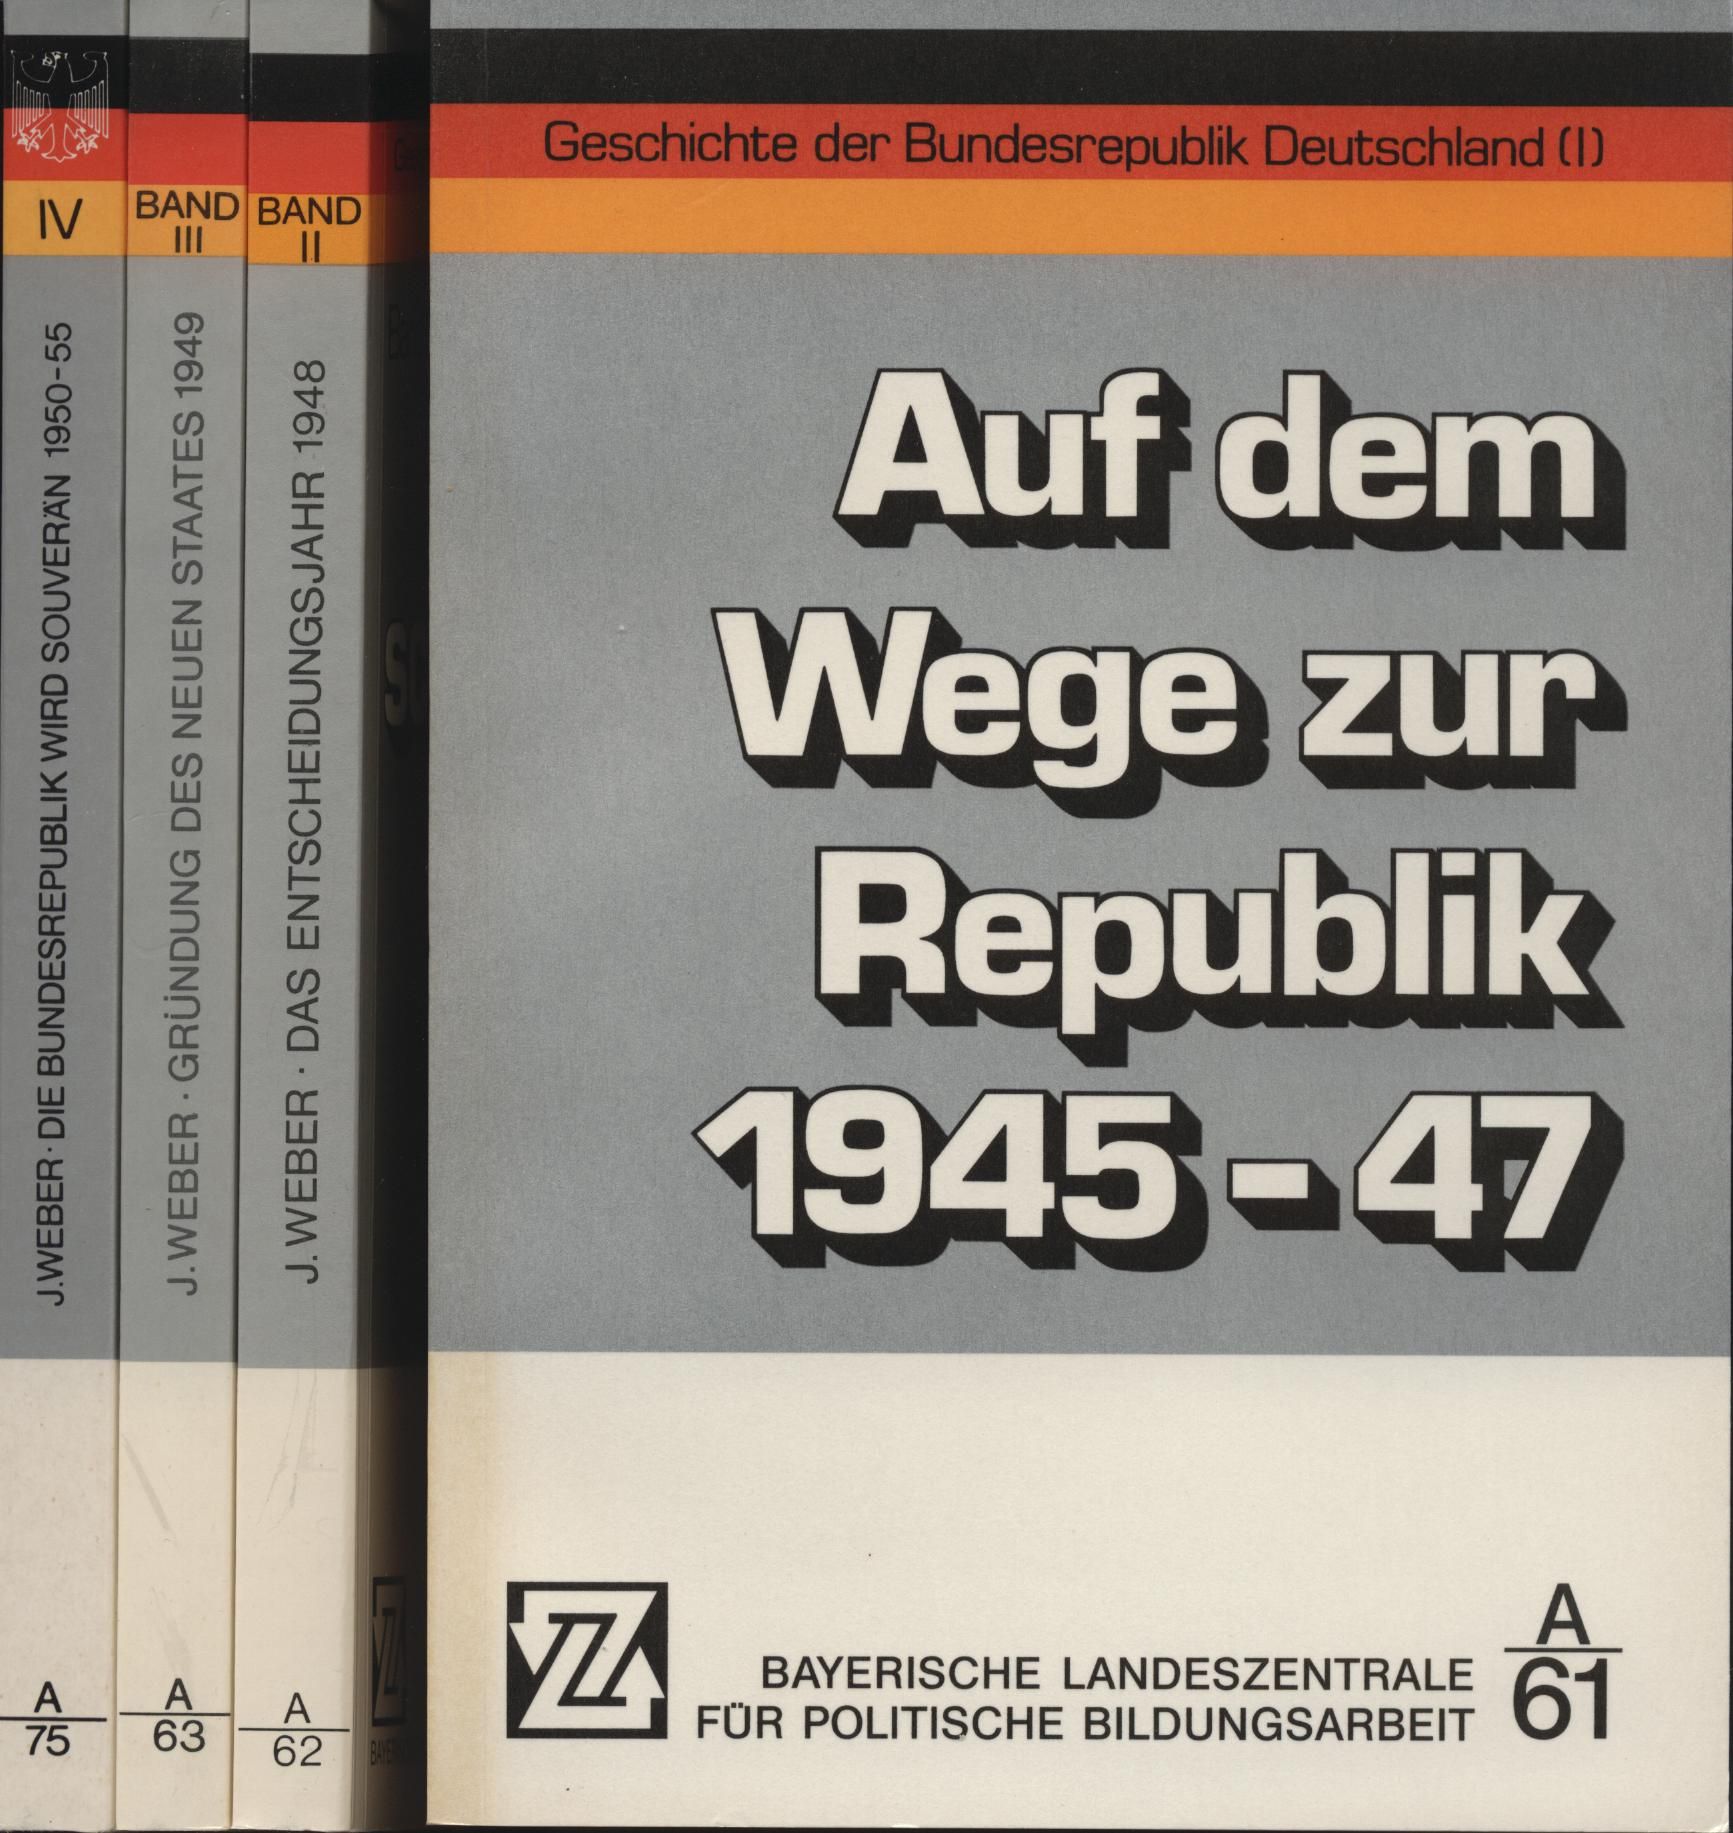 IV
J.WEBER · DIE BUNDESREPUBLIK WIRD SOUVERÄN 1950-55
A
75
BAND
III
J.WEBER · GRÜNDUNG DES NEUEN STAATES 1949
A
63
BAND
II
J.WEBER · DAS ENTSCHEIDUNGSJAHR 1948
A
62
Geschichte der Bundesrepublik Deutschland (I)
Auf dem
Wege zur
Republik
1945 - 47
BAYERISCHE LANDESZENTRALE
FÜR POLITISCHE BILDUNGSARBEIT
A
61